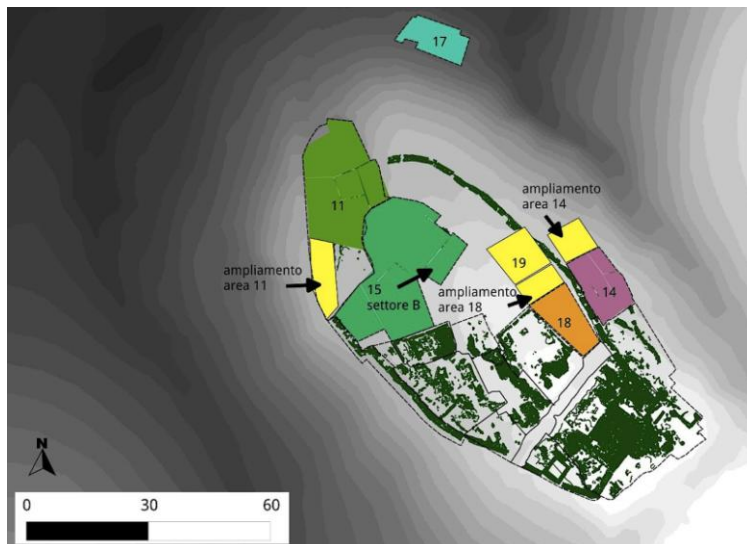 17
ampliamento
area 14
11
19
ampliamento
area 11
15
settore B
ampliamento
area 18
14
18
N
0 30 60